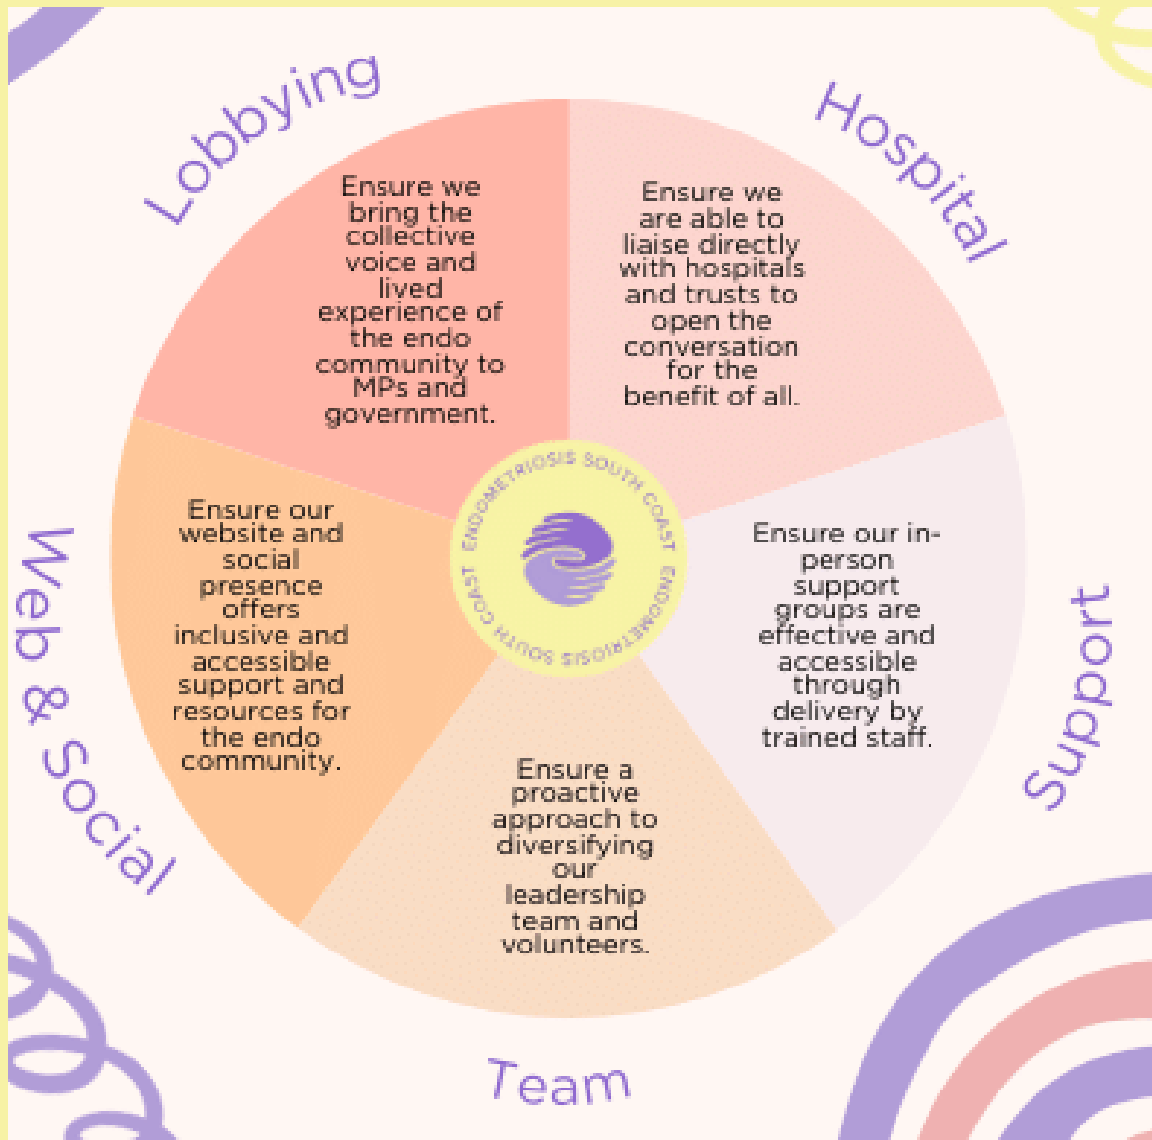 Lobbying
Ensure we
bring the
collective
voice and
lived
experience of
the endo
community to
MPs and
government.
Hospital
Ensure we
are able to
liaise directly
with hospitals
and trusts to
open the
conversation
for the
benefit of all.
Support
Ensure our in-
person
support
groups are
effective and
accessible
through
delivery by
trained staff.
Team
Ensure a
proactive
approach to
diversifying
our
leadership
team and
volunteers.
Web & Social
Ensure our
website and
social
presence
offers
inclusive and
accessible
support and
resources for
the endo
community.
ENDOMETRIOSIS SOUTH COAST
ENDOMETRIOSIS SOUTH COAST